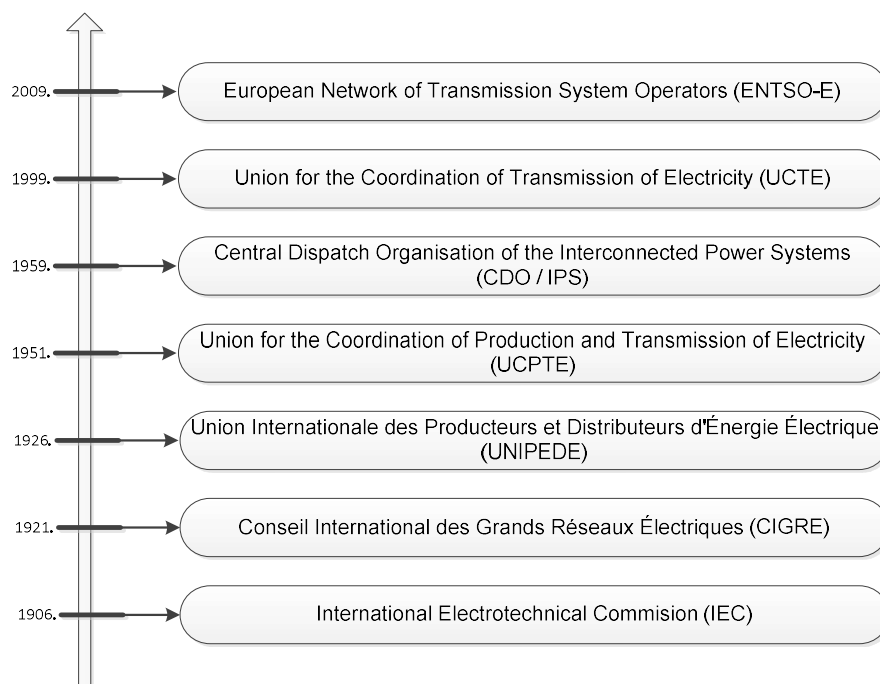 2009.
European Network of Transmission System Operators (ENTSO-E)
1999.
Union for the Coordination of Transmission of Electricity (UCTE)
1959.
Central Dispatch Organisation of the Interconnected Power Systems
(CDO / IPS)
1951.
Union for the Coordination of Production and Transmission of Electricity
(UCPTE)
1926.
Union Internationale des Producteurs et Distributeurs d'Énergie Électrique
(UNIPEDE)
1921.
Conseil International des Grands Réseaux Électriques (CIGRE)
1906.
International Electrotechnical Commision (IEC)